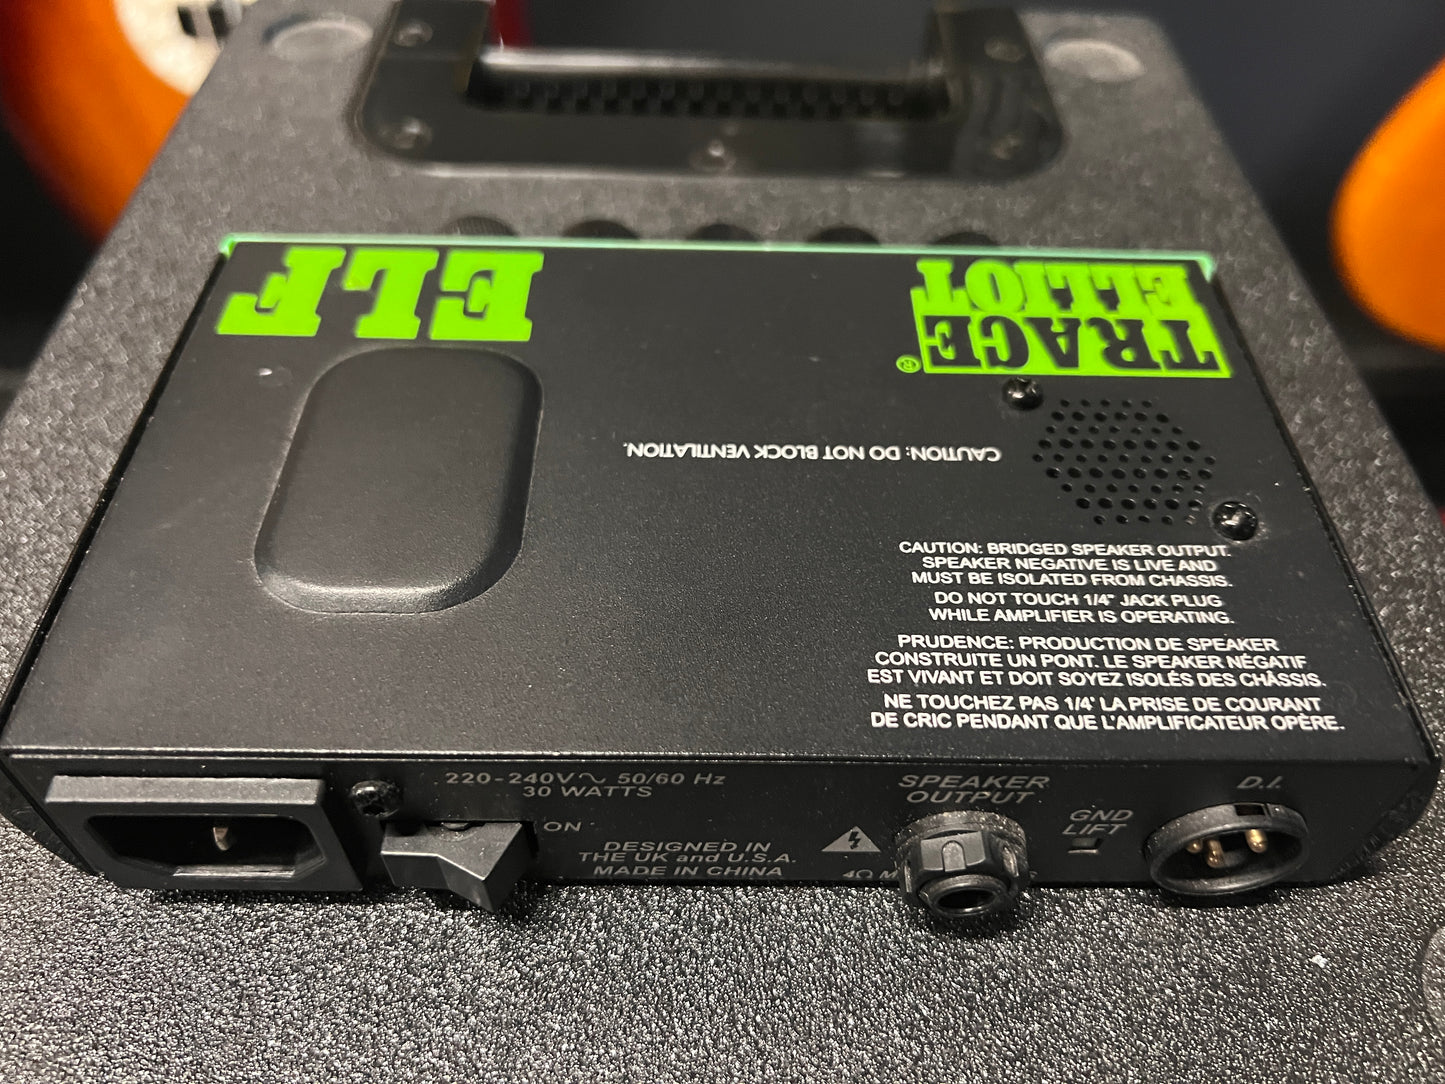 ELF
TRACE
ELLIOT
®
CAUTION: DO NOT BLOCK VENTILATION.
CAUTION: BRIDGED SPEAKER OUTPUT.
SPEAKER NEGATIVE IS LIVE AND
MUST BE ISOLATED FROM CHASSIS.
DO NOT TOUCH 1/4" JACK PLUG
WHILE AMPLIFIER IS OPERATING.
PRUDENCE: PRODUCTION DE SPEAKER
CONSTRUITE UN PONT. LE SPEAKER NÉGATIF
EST VIVANT ET DOIT SOYEZ ISOLÉS DES CHÂSSIS.
NE TOUCHEZ PAS 1/4' LA PRISE DE COURANT
DE CRIC PENDANT QUE L'AMPLIFICATEUR OPÈRE.
220-240V~ 50/60 Hz
30 WATTS
ON
DESIGNED IN
THE UK and U.S.A.
MADE IN CHINA
SPEAKER
OUTPUT
4Ω
GND
LIFT
D.I.